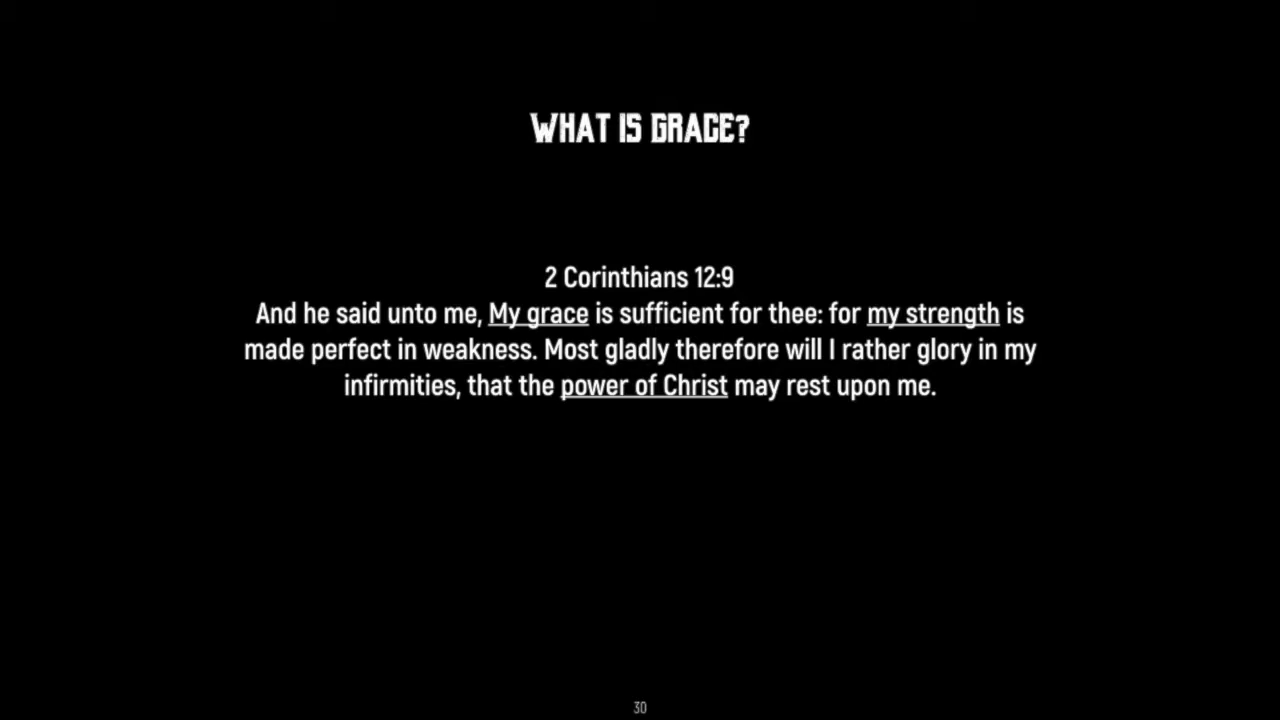 WHAT IS GRACE?
2 Corinthians 12:9
And he said unto me, My grace is sufficient for thee: for my strength is
made perfect in weakness. Most gladly therefore will I rather glory in my
infirmities, that the power of Christ may rest upon me.
30